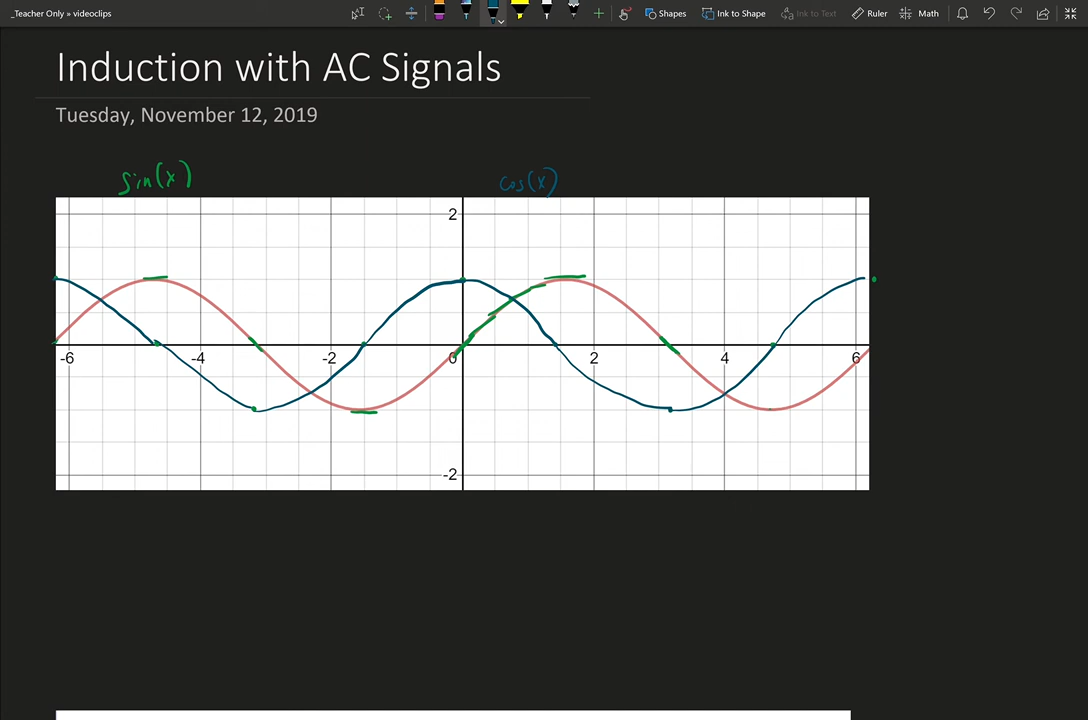 _Teacher Only » videoclips
Shapes Ink to Shape Ink to Text Ruler Math
Induction with AC Signals
Tuesday, November 12, 2019
sin(x) cos(x)
2
-6 -4 -2 0 2 4 6
-2